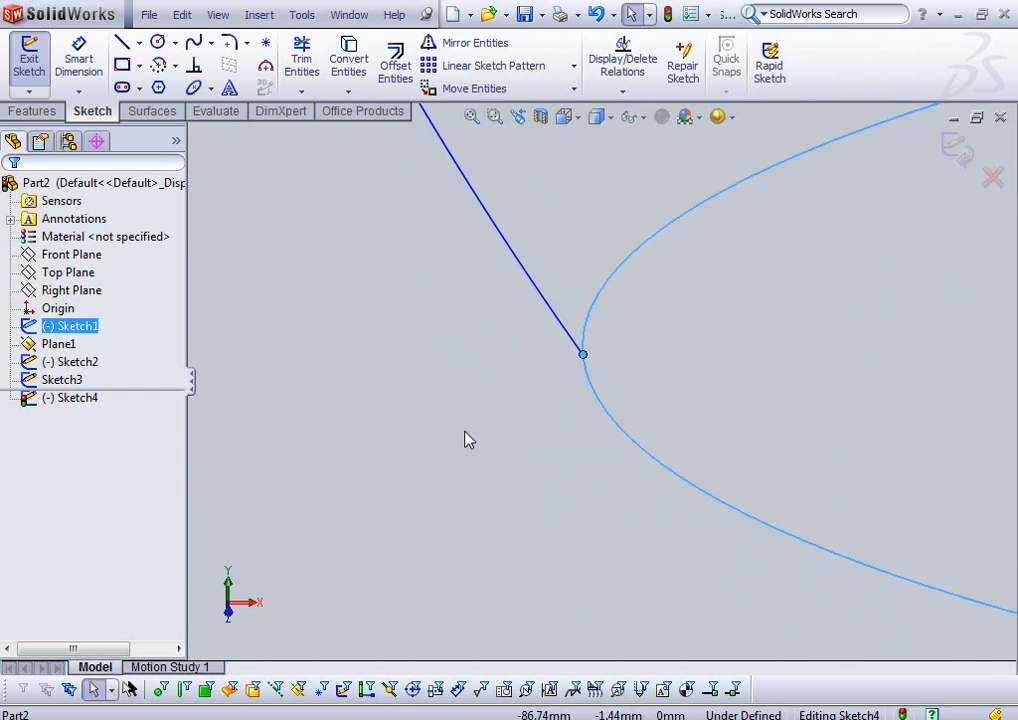 SolidWorks File Edit View Insert Tools Window Help S... SolidWorks Search
Exit Sketch
Smart Dimension
Trim Entities
Convert Entities
Offset Entities
Mirror Entities
Linear Sketch Pattern
Move Entities
Display/Delete Relations
Repair Sketch
Quick Snaps
Rapid Sketch
Features Sketch Surfaces Evaluate DimXpert Office Products
Part2 (Default<<Default>_Disp
Sensors
Annotations
Material <not specified>
Front Plane
Top Plane
Right Plane
Origin
(-) Sketch1
Plane1
(-) Sketch2
Sketch3
(-) Sketch4
Y
X
Z
Model Motion Study 1
Part2 -86.74mm -1.44mm 0mm Under Defined Editing Sketch4